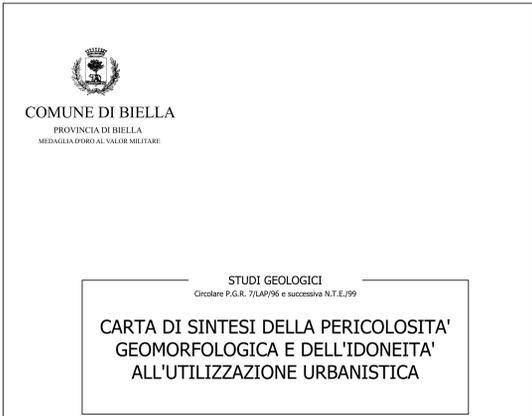 COMUNE DI BIELLA
PROVINCIA DI BIELLA
MEDAGLIA D'ORO AL VALOR MILITARE
STUDI GEOLOGICI
Circolare P.G.R. 7/LAP/96 e successiva N.T.E./99
CARTA DI SINTESI DELLA PERICOLOSITA'
GEOMORFOLOGICA E DELL'IDONEITA'
ALL'UTILIZZAZIONE URBANISTICA